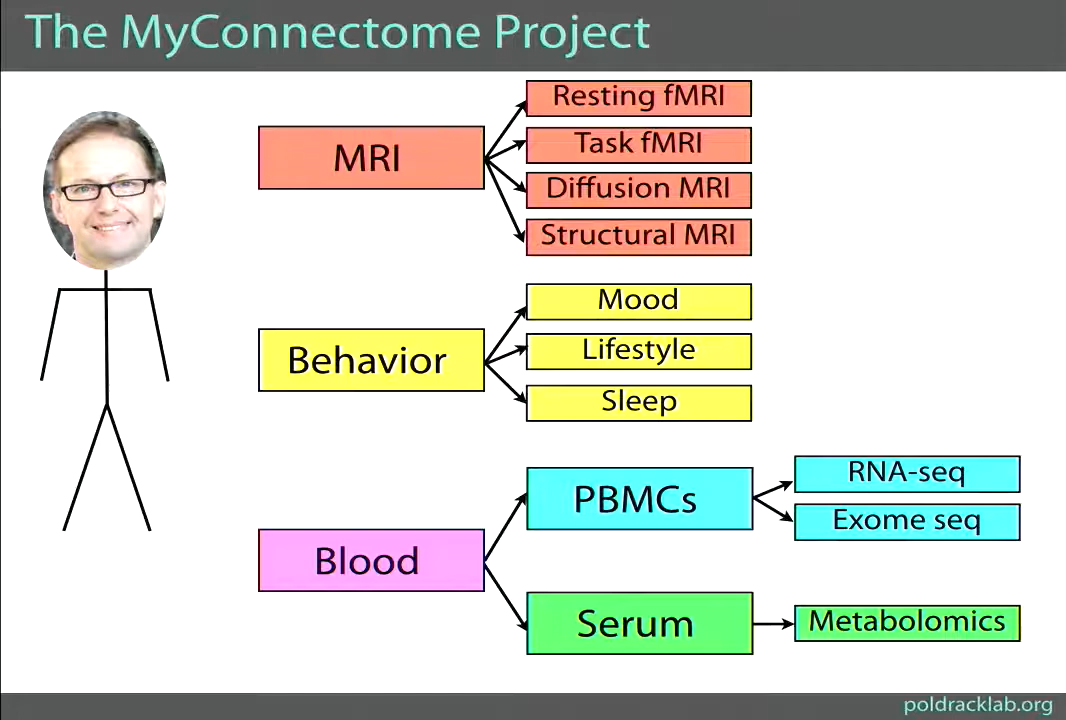 The MyConnectome Project
MRI
Resting fMRI
Task fMRI
Diffusion MRI
Structural MRI
Behavior
Mood
Lifestyle
Sleep
Blood
PBMCs
RNA-seq
Exome seq
Serum
Metabolomics
poldracklab.org